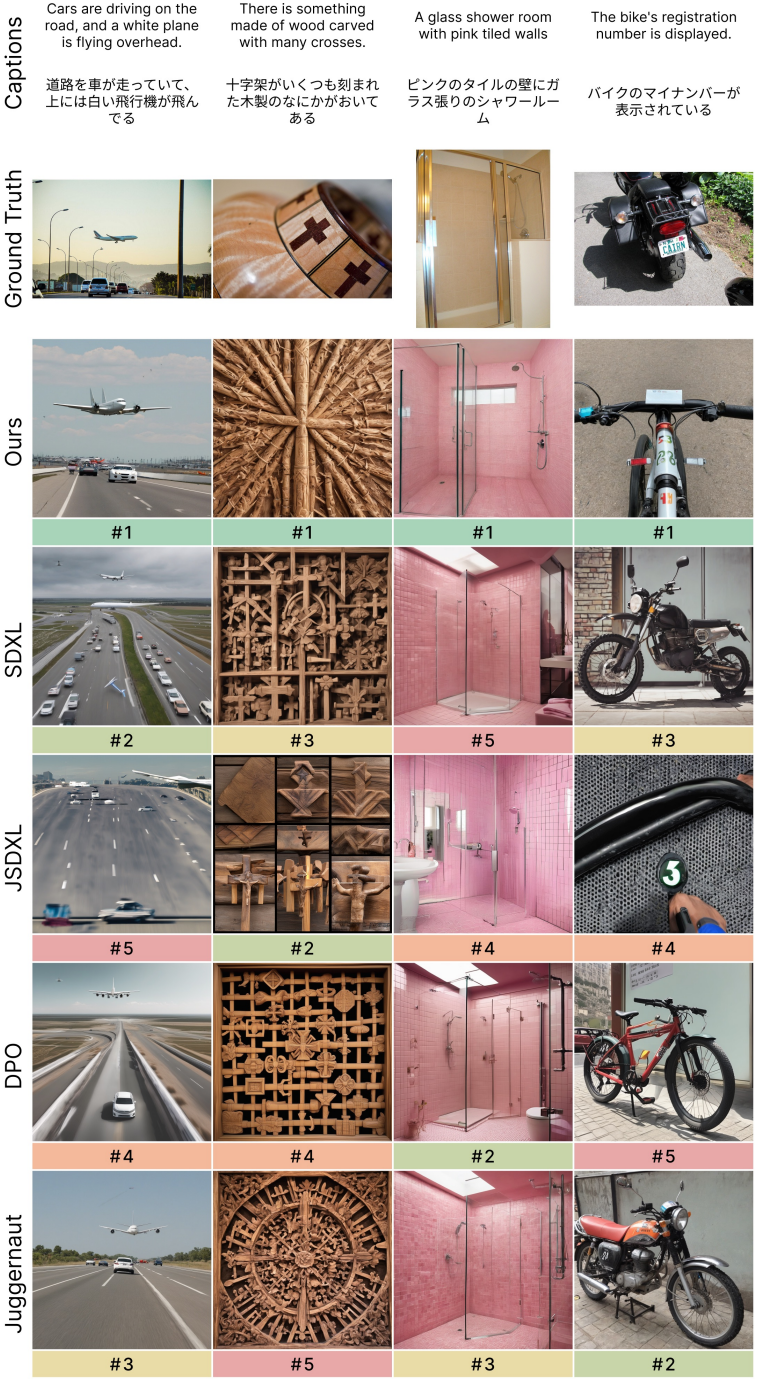 Captions
Cars are driving on the
road, and a white plane
is flying overhead.
There is something
made of wood carved
with many crosses.
A glass shower room
with pink tiled walls
The bike's registration
number is displayed.
道路を車が走っていて、
上には白い飛行機が飛ん
でる
十字架がいくつも刻まれ
た木製のなにかがおいて
ある
ピンクのタイルの壁にガ
ラス張りのシャワールー
ム
バイクのマイナンバーが
表示されている
Ground Truth
CAIRN
Ours
#1
#1
#1
#1
SDXL
#2
#3
#5
#3
JSDXL
3
#5
#2
#4
#4
DPO
#4
#4
#2
#5
Juggernaut
#3
#5
#3
#2